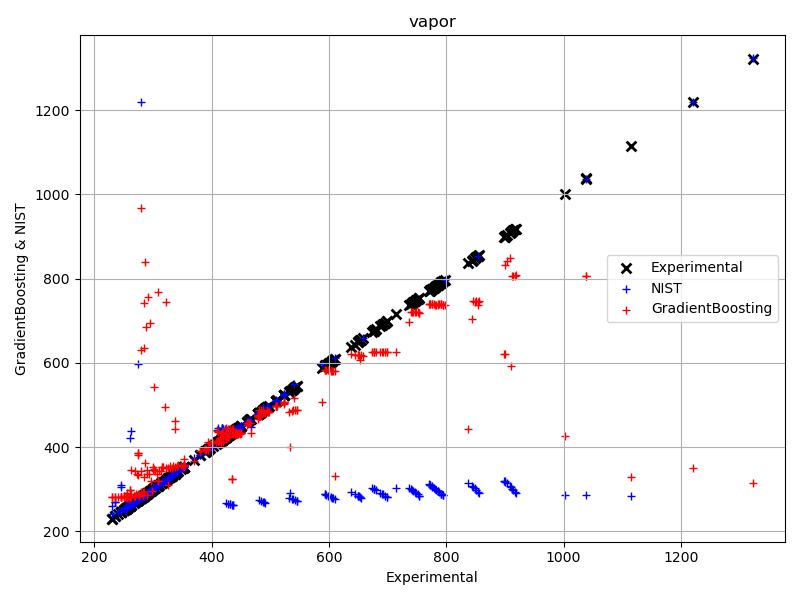 vapor
GradientBoosting & NIST
1200
1000
800
600
400
200
Experimental
NIST
GradientBoosting
200
400
600
800
1000
1200
Experimental